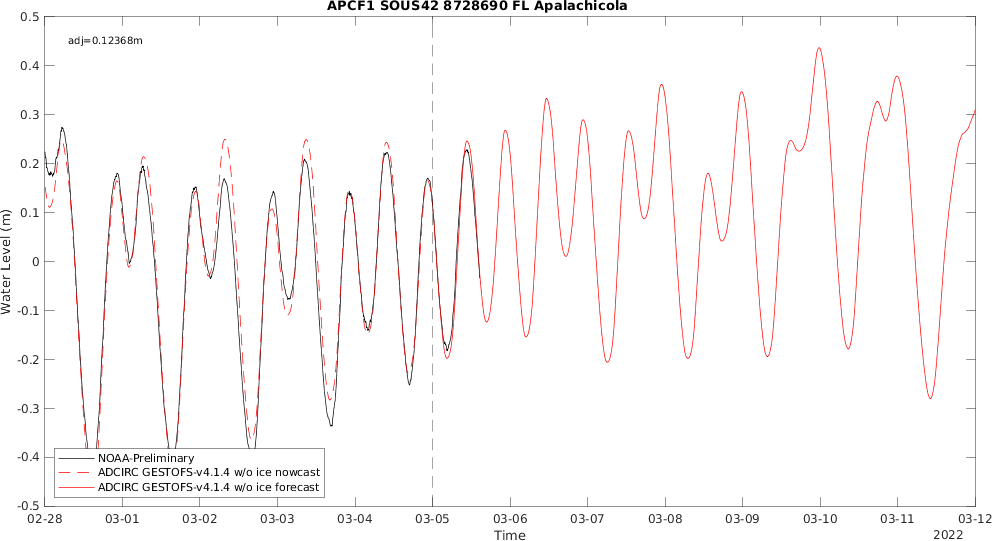 APCF1 SOUS42 8728690 FL Apalachicola
adj=0.12368m
0.5
0.4
0.3
0.2
0.1
0
-0.1
-0.2
-0.3
-0.4
-0.5
Water Level (m)
NOAA-Preliminary
ADCIRC GESTOFS-v4.1.4 w/o ice nowcast
ADCIRC GESTOFS-v4.1.4 w/o ice forecast
02-28 03-01 03-02 03-03 03-04 03-05 03-06 03-07 03-08 03-09 03-10 03-11 03-12
Time
2022